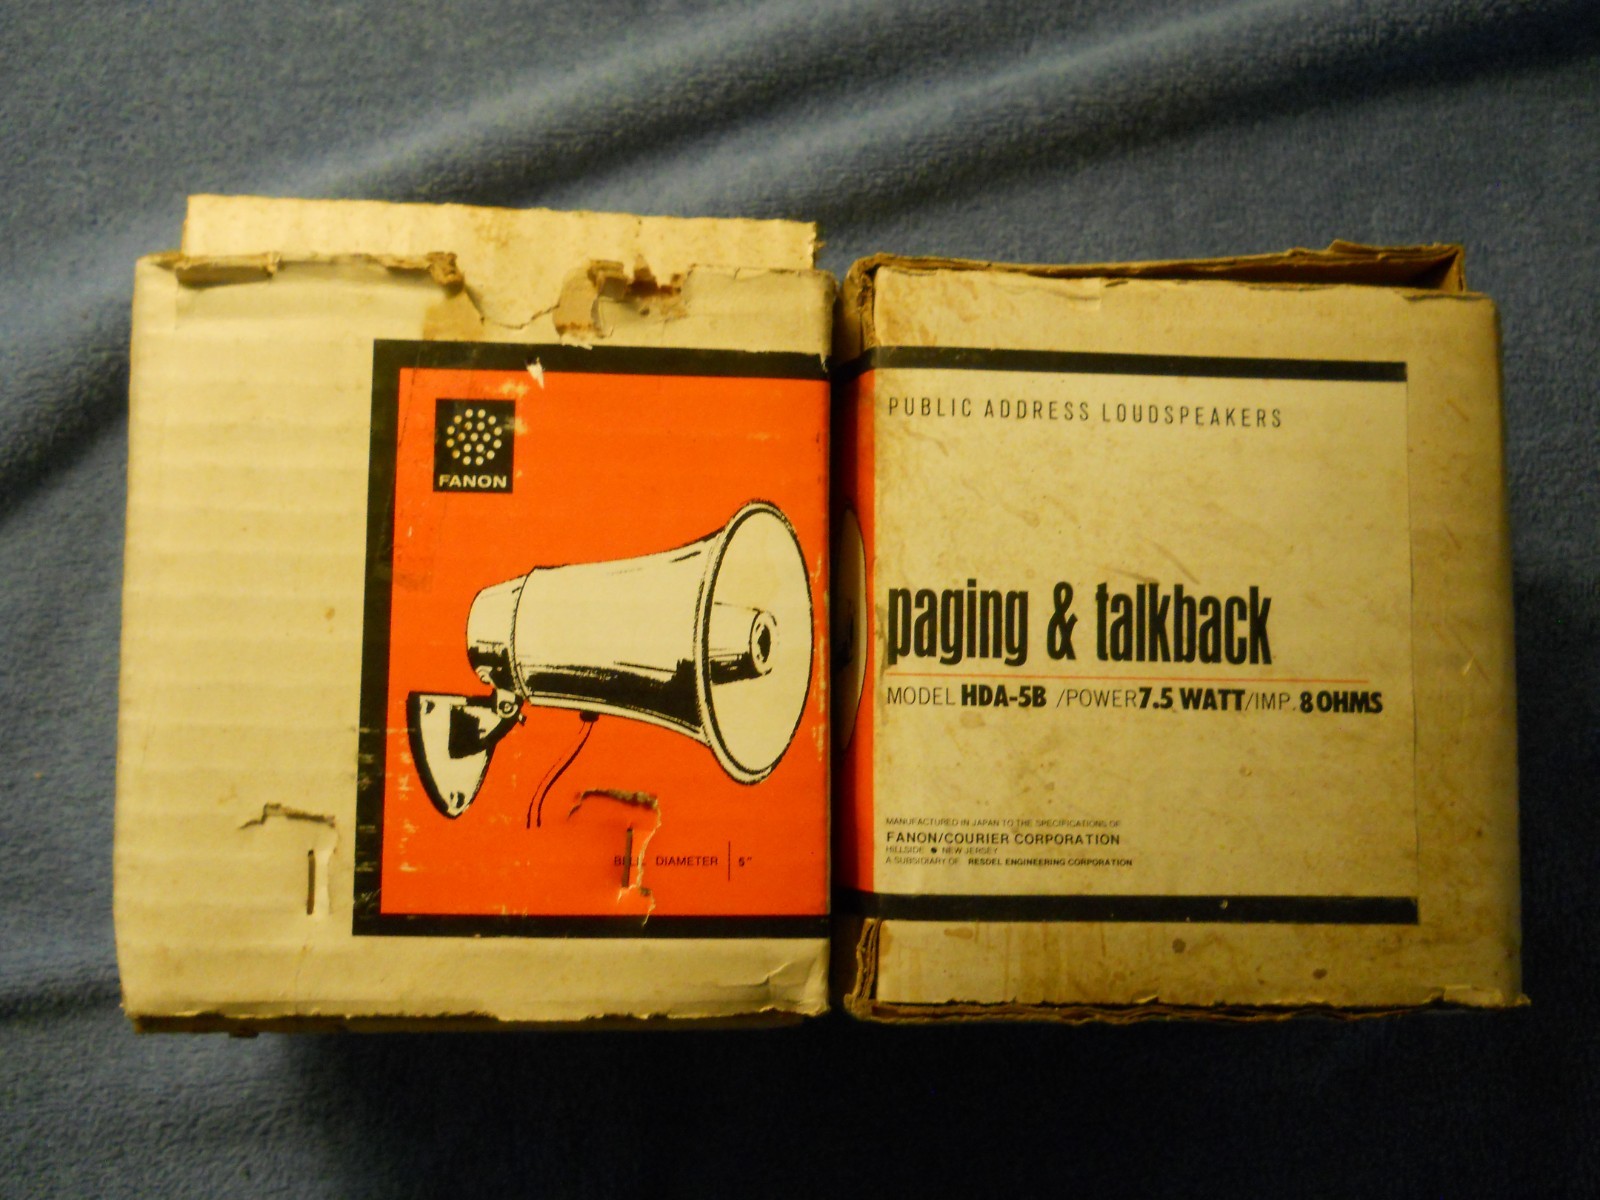 FANON
BELL DIAMETER 5"
PUBLIC ADDRESS LOUDSPEAKERS
paging & talkback
MODEL HDA-5B /POWER 7.5 WATT/IMP. 8 OHMS
MANUFACTURED IN JAPAN TO THE SPECIFICATIONS OF
FANON/COURIER CORPORATION
HILLSIDE ● NEW JERSEY
A SUBSIDIARY OF RESDEL ENGINEERING CORPORATION